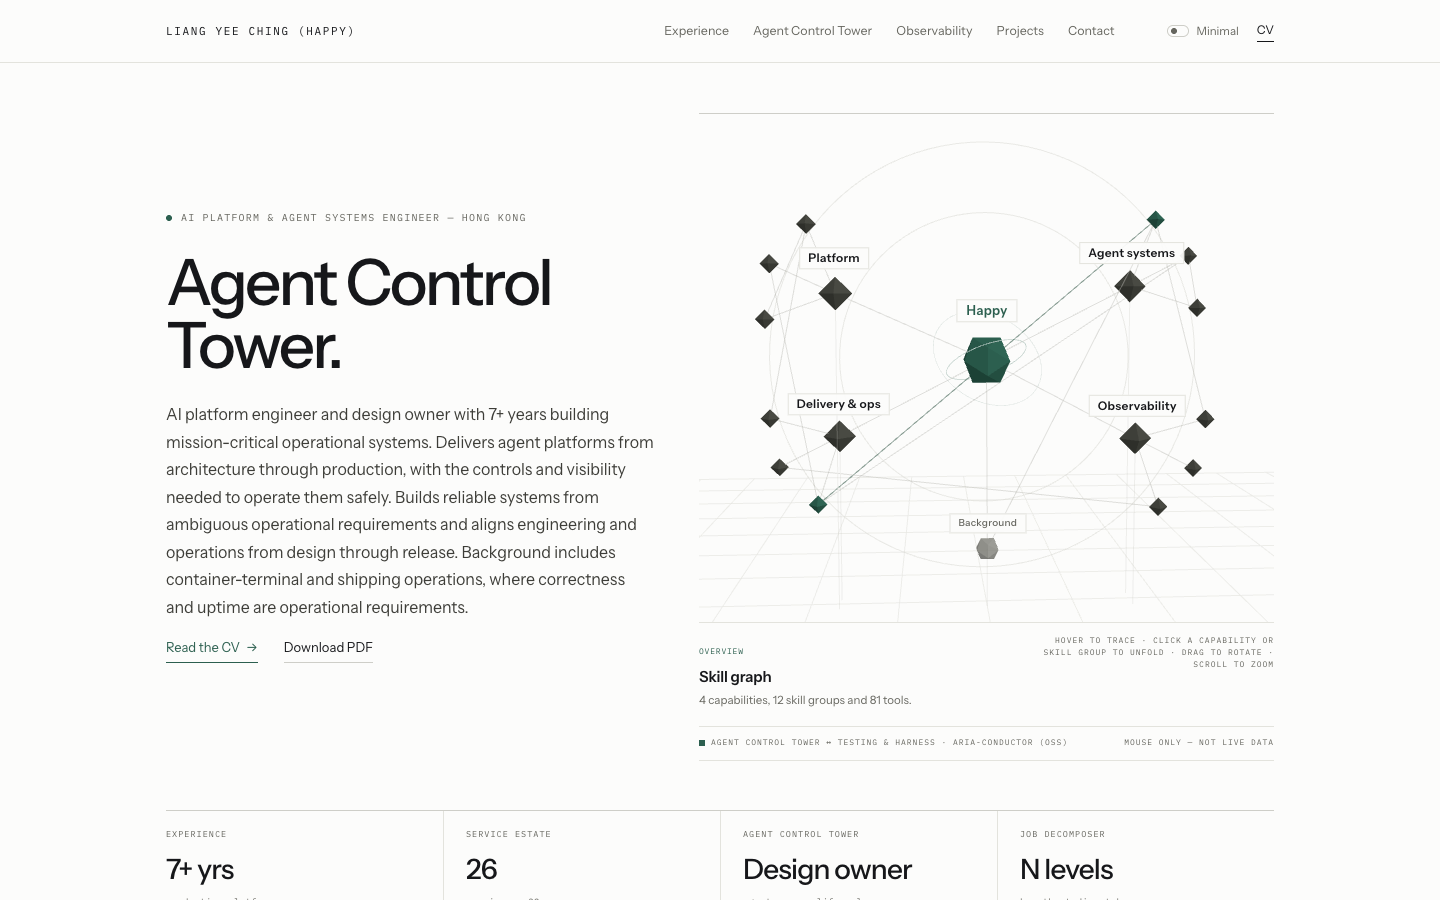 LIANG YEE CHING (HAPPY)
Experience
Agent Control Tower
Observability
Projects
Contact
Minimal
CV
AI PLATFORM & AGENT SYSTEMS ENGINEER — HONG KONG
Agent Control
Tower.
AI platform engineer and design owner with 7+ years building
mission-critical operational systems. Delivers agent platforms from
architecture through production, with the controls and visibility
needed to operate them safely. Builds reliable systems from
ambiguous operational requirements and aligns engineering and
operations from design through release. Background includes
container-terminal and shipping operations, where correctness
and uptime are operational requirements.
Read the CV →
Download PDF
Platform
Agent systems
Happy
Delivery & ops
Observability
Background
OVERVIEW
Skill graph
4 capabilities, 12 skill groups and 81 tools.
HOVER TO TRACE · CLICK A CAPABILITY OR
SKILL GROUP TO UNFOLD · DRAG TO ROTATE ·
SCROLL TO ZOOM
AGENT CONTROL TOWER ↔ TESTING & HARNESS · ARIA-CONDUCTOR (OSS)
MOUSE ONLY — NOT LIVE DATA
EXPERIENCE
7+ yrs
SERVICE ESTATE
26
AGENT CONTROL TOWER
Design owner
JOB DECOMPOSER
N levels